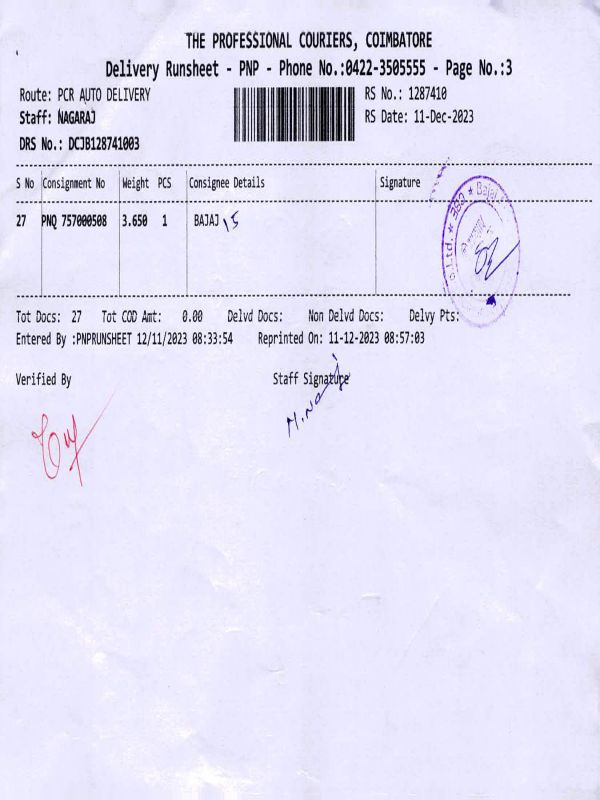 THE PROFESSIONAL COURIERS, COIMBATORE
Delivery Runsheet - PNP - Phone No.:0422-3505555 - Page No.:3
Route: PCR AUTO DELIVERY RS No.: 1287410
Staff: NAGARAJ RS Date: 11-Dec-2023
DRS No.: DCJB128741003
S No Consignment No Weight PCS Consignee Details Signature
27 PNQ 757000508 3.650 1 BAJAJ 15
Ltd. * CBE * Bajaj
Tot Docs: 27 Tot COD Amt: 0.00 Delvd Docs: Non Delvd Docs: Delvy Pts:
Entered By :PNPRUNSHEET 12/11/2023 08:33:54 Reprinted On: 11-12-2023 08:57:03
Verified By Staff Signature